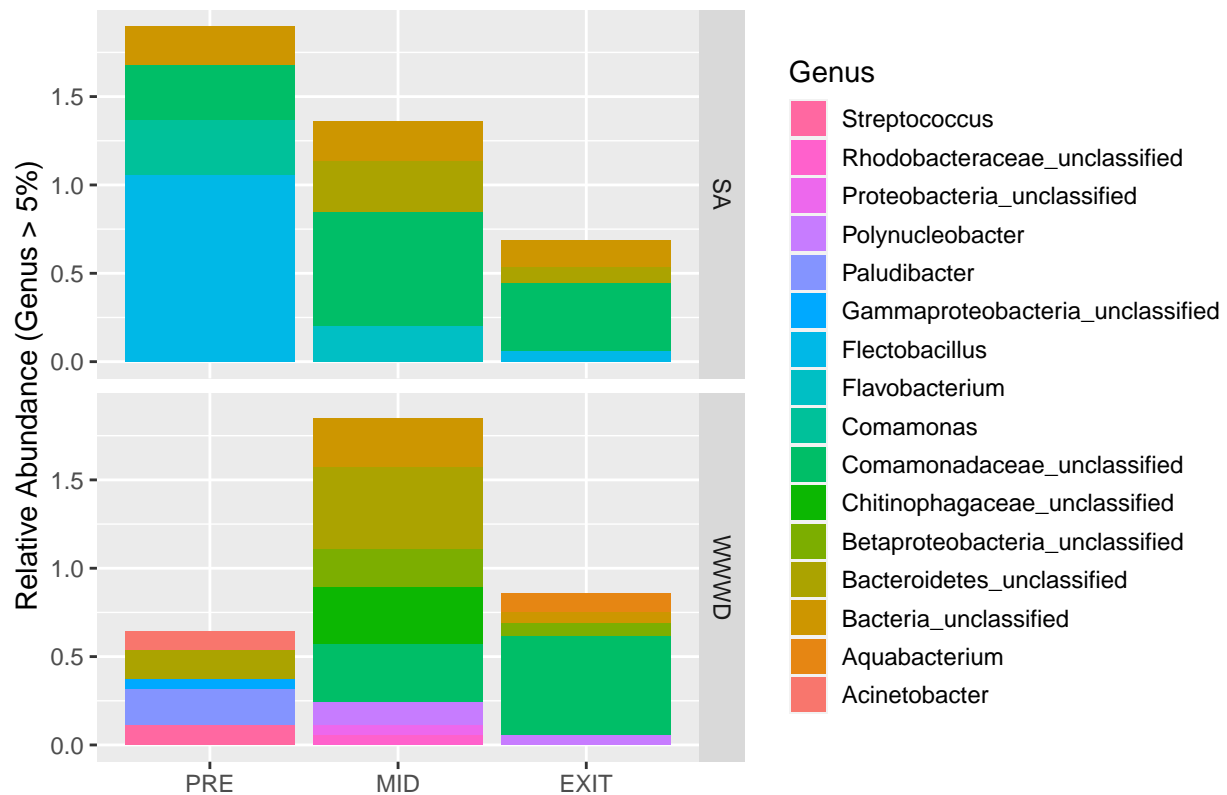 Relative Abundance (Genus > 5%)
1.5
1.0
0.5
0.0
SA
1.5
1.0
0.5
0.0
WWWD
PRE
MID
EXIT
Genus
Streptococcus
Rhodobacteraceae_unclassified
Proteobacteria_unclassified
Polynucleobacter
Paludibacter
Gammaproteobacteria_unclassified
Flectobacillus
Flavobacterium
Comamonas
Comamonadaceae_unclassified
Chitinophagaceae_unclassified
Betaproteobacteria_unclassified
Bacteroidetes_unclassified
Bacteria_unclassified
Aquabacterium
Acinetobacter